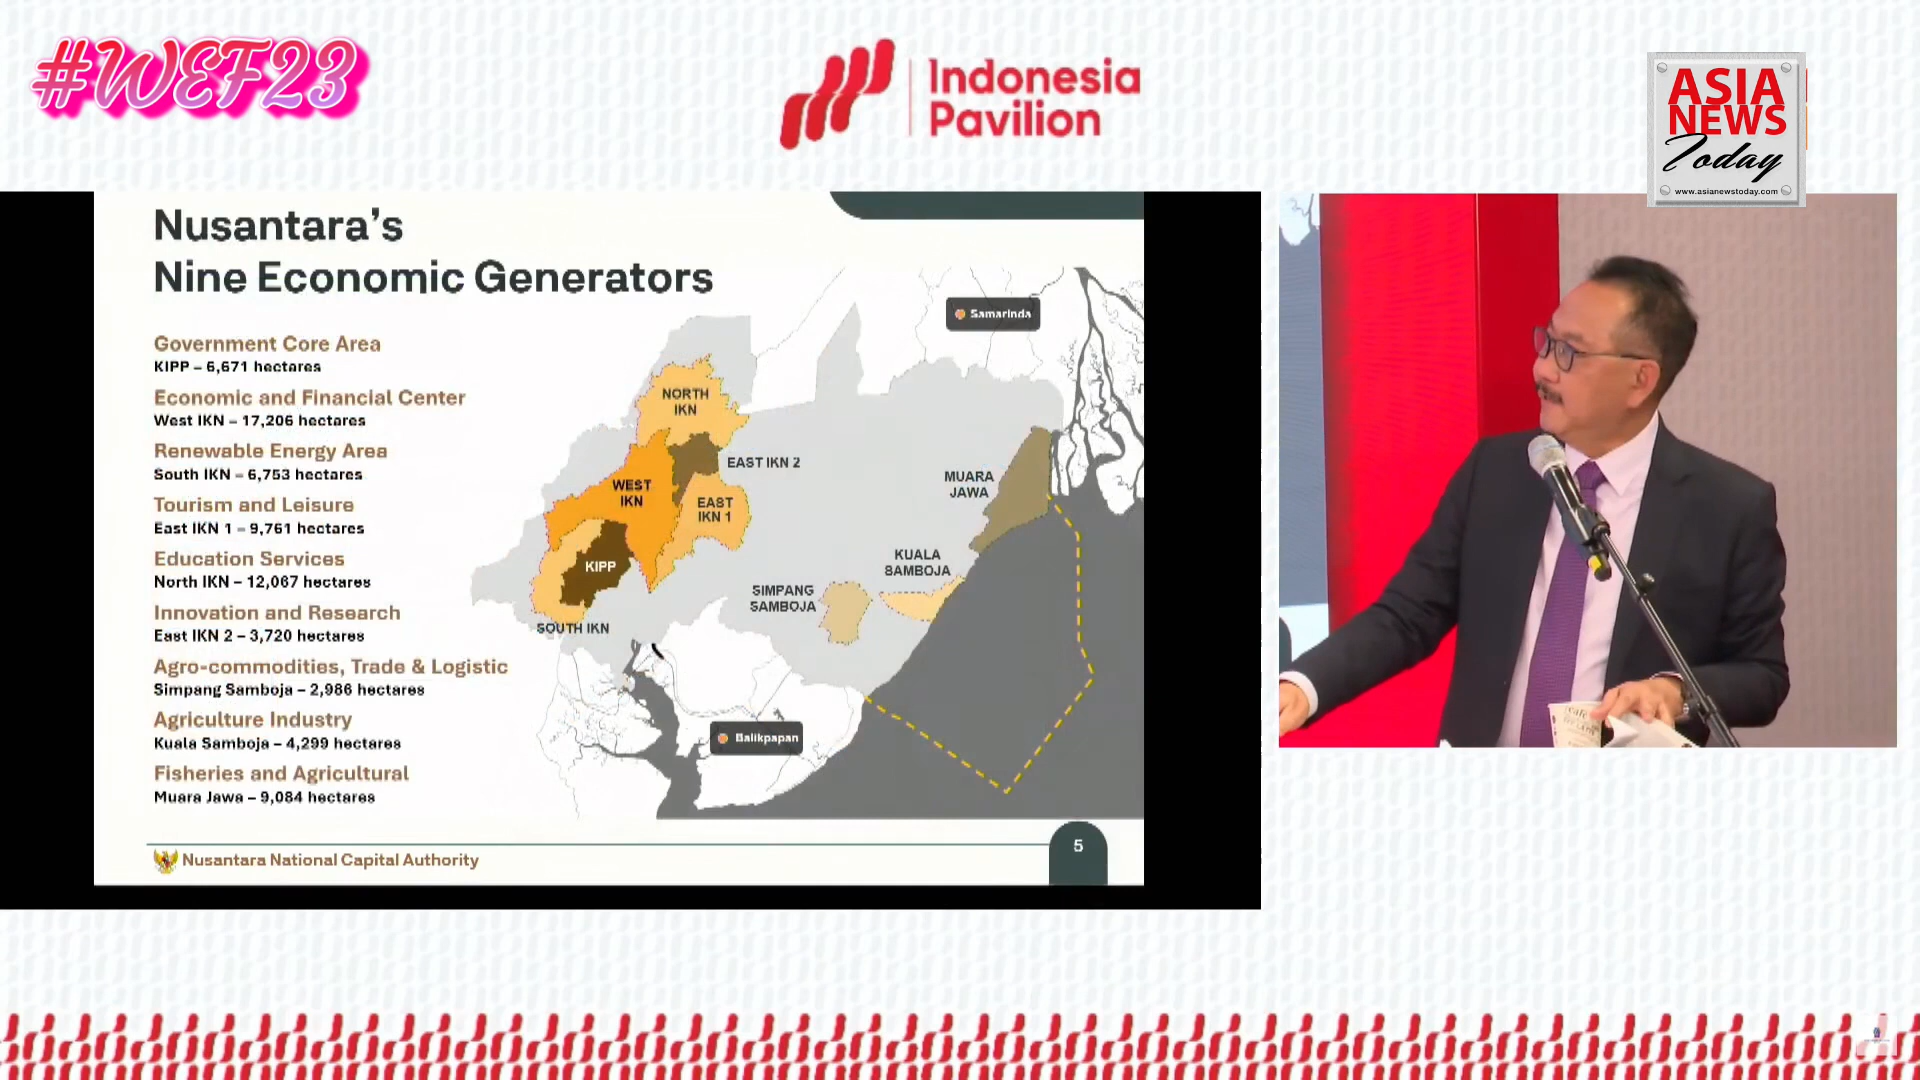 #WEF23
Indonesia
Pavilion
ASIA
NEWS
Today
www.asianewstoday.com
Nusantara's
Nine Economic Generators
Government Core Area
KIPP – 6,671 hectares
Economic and Financial Center
West IKN – 17,206 hectares
Renewable Energy Area
South IKN – 6,753 hectares
Tourism and Leisure
East IKN 1 – 9,761 hectares
Education Services
North IKN – 12,067 hectares
Innovation and Research
East IKN 2 – 3,720 hectares
Agro-commodities, Trade & Logistic
Simpang Samboja – 2,986 hectares
Agriculture Industry
Kuala Samboja – 4,299 hectares
Fisheries and Agricultural
Muara Jawa – 9,084 hectares
Samarinda
NORTH
IKN
EAST IKN 2
WEST
IKN
EAST
IKN 1
MUARA
JAWA
KUALA
SAMBOJA
KIPP
SIMPANG
SAMBOJA
SOUTH IKN
Balikpapan
Nusantara National Capital Authority
5